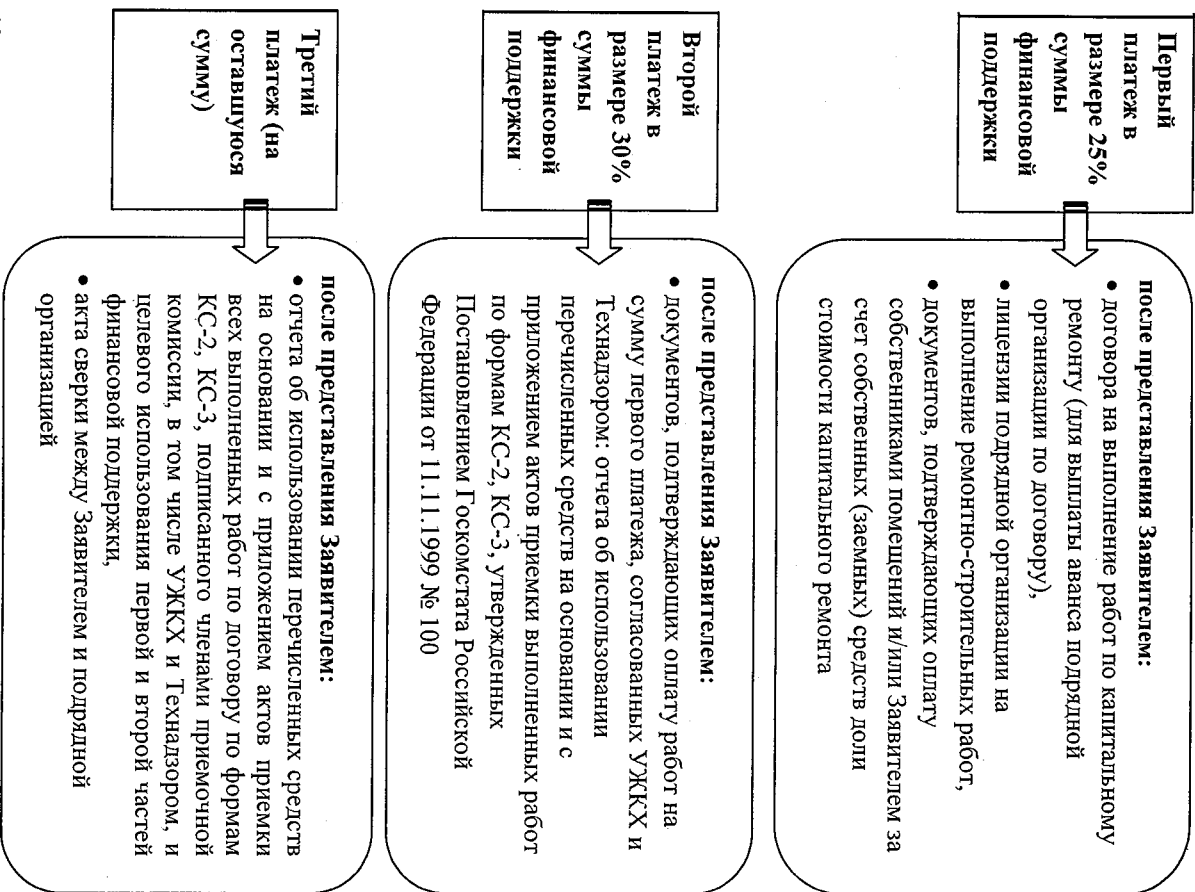 Первый
платеж в
размере 25%
суммы
финансовой
поддержки
после представления Заявителем:
• договора на выполнение работ по капитальному
ремонту (для выплаты аванса подрядной
организации по договору),
• лицензии подрядной организации на
выполнение ремонтно-строительных работ,
• документов, подтверждающих оплату
собственниками помещений и/или Заявителем за
счет собственных (заемных) средств доли
стоимости капитального ремонта
Второй
платеж в
размере 30%
суммы
финансовой
поддержки
после представления Заявителем:
• документов, подтверждающих оплату работ на
сумму первого платежа, согласованных УЖКХ и
Технадзором: отчета об использовании
перечисленных средств на основании и с
приложением актов приемки выполненных работ
по формам КС-2, КС-3, утвержденных
Постановлением Госкомстата Российской
Федерации от 11.11.1999 № 100
Третий
платеж (на
оставшуюся
сумму)
после представления Заявителем:
• отчета об использовании перечисленных средств
на основании и с приложением актов приемки
всех выполненных работ по договору по формам
КС-2, КС-3, подписанного членами приемочной
комиссии, в том числе УЖКХ и Технадзором, и
целевого использования первой и второй частей
финансовой поддержки,
• акта сверки между Заявителем и подрядной
организацией